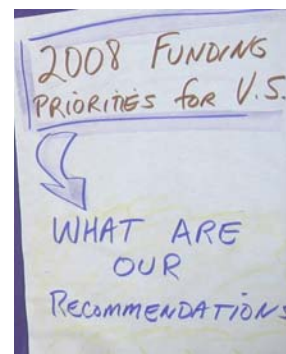 2008 FUNDING
PRIORITIES FOR U.S.
WHAT ARE
OUR
RECOMMENDATIONS